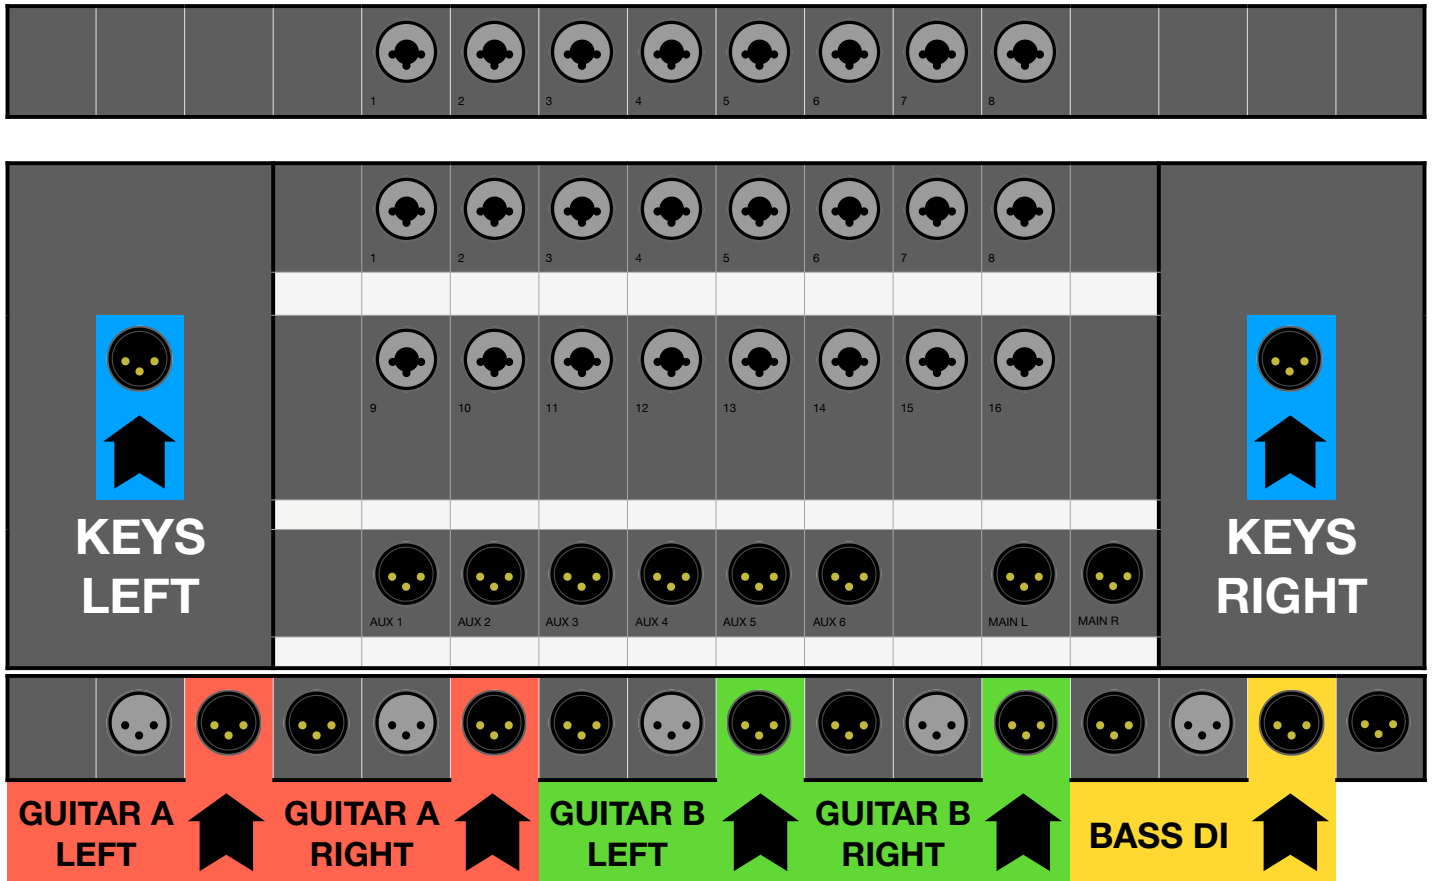 1 2 3 4 5 6 7 8
1 2 3 4 5 6 7 8
9 10 11 12 13 14 15 16
KEYS
LEFT
KEYS
RIGHT
AUX 1 AUX 2 AUX 3 AUX 4 AUX 5 AUX 6 MAIN L MAIN R
GUITAR A
LEFT
GUITAR A
RIGHT
GUITAR B
LEFT
GUITAR B
RIGHT
BASS DI